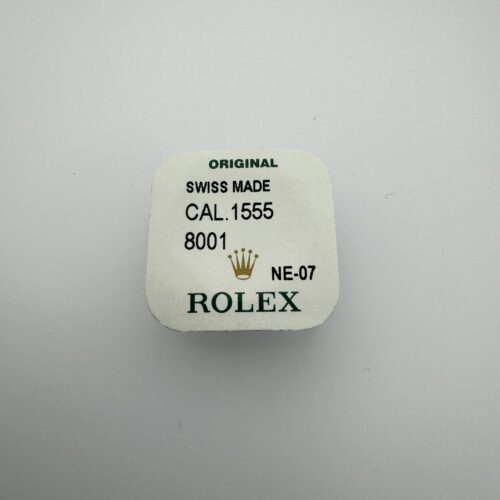 ORIGINAL
SWISS MADE
CAL.1555
8001
NE-07
ROLEX